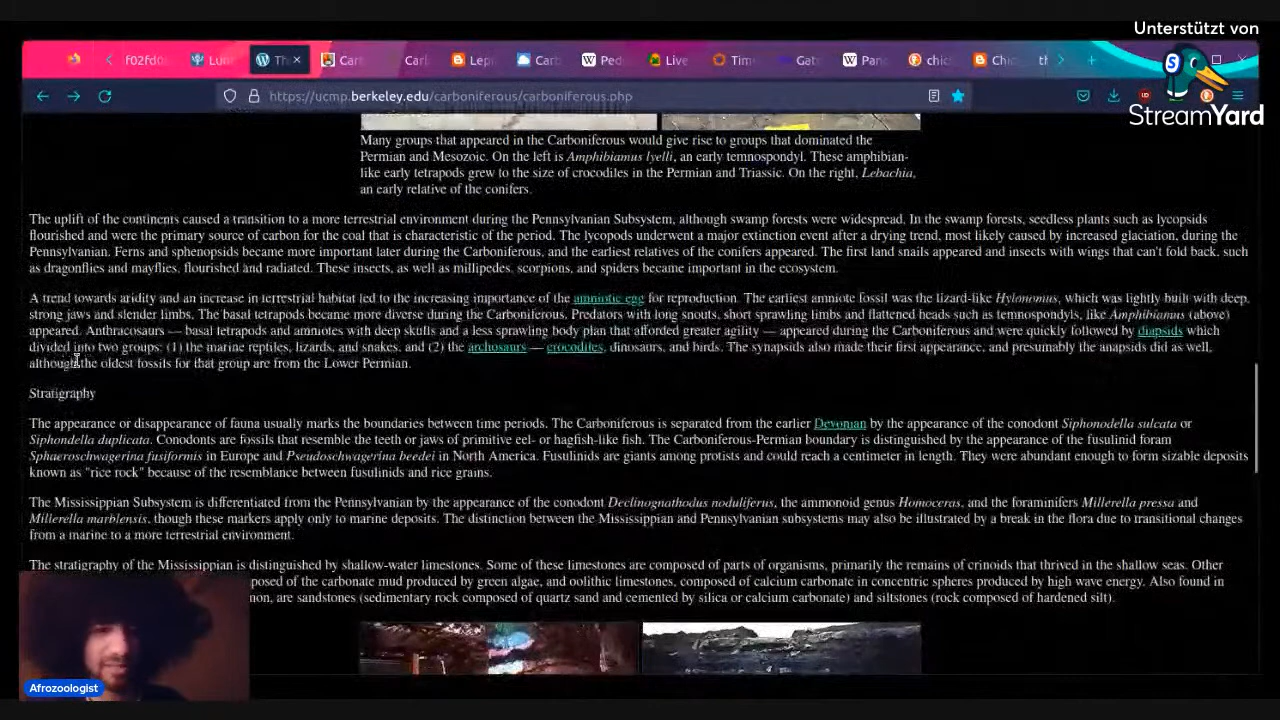 Unterstützt von
StreamYard
f02fd0
Lun
Th
Cart
Carl
Lepi
Cart
Ped
Live
Time
Gat
Pan
chic
Chic
th
https://ucmp.berkeley.edu/carboniferous/carboniferous.php
Many groups that appeared in the Carboniferous would give rise to groups that dominated the
Permian and Mesozoic. On the left is Amphibiamus lyelli, an early temnospondyl. These amphibian-
like early tetrapods grew to the size of crocodiles in the Permian and Triassic. On the right, Lebachia,
an early relative of the conifers.
The uplift of the continents caused a transition to a more terrestrial environment during the Pennsylvanian Subsystem, although swamp forests were widespread. In the swamp forests, seedless plants such as lycopsids
flourished and were the primary source of carbon for the coal that is characteristic of the period. The lycopods underwent a major extinction event after a drying trend, most likely caused by increased glaciation, during the
Pennsylvanian. Ferns and sphenopsids became more important later during the Carboniferous, and the earliest relatives of the conifers appeared. The first land snails appeared and insects with wings that can't fold back, such
as dragonflies and mayflies, flourished and radiated. These insects, as well as millipedes, scorpions, and spiders became important in the ecosystem.
A trend towards aridity and an increase in terrestrial habitat led to the increasing importance of the amniotic egg for reproduction. The earliest amniote fossil was the lizard-like Hylonomus, which was lightly built with deep,
strong jaws and slender limbs. The basal tetrapods became more diverse during the Carboniferous. Predators with long snouts, short sprawling limbs and flattened heads such as temnospondyls, like Amphibiamus (above)
appeared. Anthracosaurs — basal tetrapods and amniotes with deep skulls and a less sprawling body plan that afforded greater agility — appeared during the Carboniferous and were quickly followed by diapsids which
divided into two groups: (1) the marine reptiles, lizards, and snakes, and (2) the archosaurs — crocodiles, dinosaurs, and birds. The synapsids also made their first appearance, and presumably the anapsids did as well,
although the oldest fossils for that group are from the Lower Permian.
Stratigraphy
The appearance or disappearance of fauna usually marks the boundaries between time periods. The Carboniferous is separated from the earlier Devonian by the appearance of the conodont Siphonodella sulcata or
Siphondella duplicata. Conodonts are fossils that resemble the teeth or jaws of primitive eel- or hagfish-like fish. The Carboniferous-Permian boundary is distinguished by the appearance of the fusulinid foram
Sphaeroschwagerina fusiformis in Europe and Pseudoschwagerina beedei in North America. Fusulinids are giants among protists and could reach a centimeter in length. They were abundant enough to form sizable deposits
known as "rice rock" because of the resemblance between fusulinids and rice grains.
The Mississippian Subsystem is differentiated from the Pennsylvanian by the appearance of the conodont Declinognathodus noduliferus, the ammonoid genus Homoceras, and the foraminifers Millerella pressa and
Millerella marblensis, though these markers apply only to marine deposits. The distinction between the Mississippian and Pennsylvanian subsystems may also be illustrated by a break in the flora due to transitional changes
from a marine to a more terrestrial environment.
The stratigraphy of the Mississippian is distinguished by shallow-water limestones. Some of these limestones are composed of parts of organisms, primarily the remains of crinoids that thrived in the shallow seas. Other
posed of the carbonate mud produced by green algae, and oolithic limestones, composed of calcium carbonate in concentric spheres produced by high wave energy. Also found in
non, are sandstones (sedimentary rock composed of quartz sand and cemented by silica or calcium carbonate) and siltstones (rock composed of hardened silt).
Afrozoologist